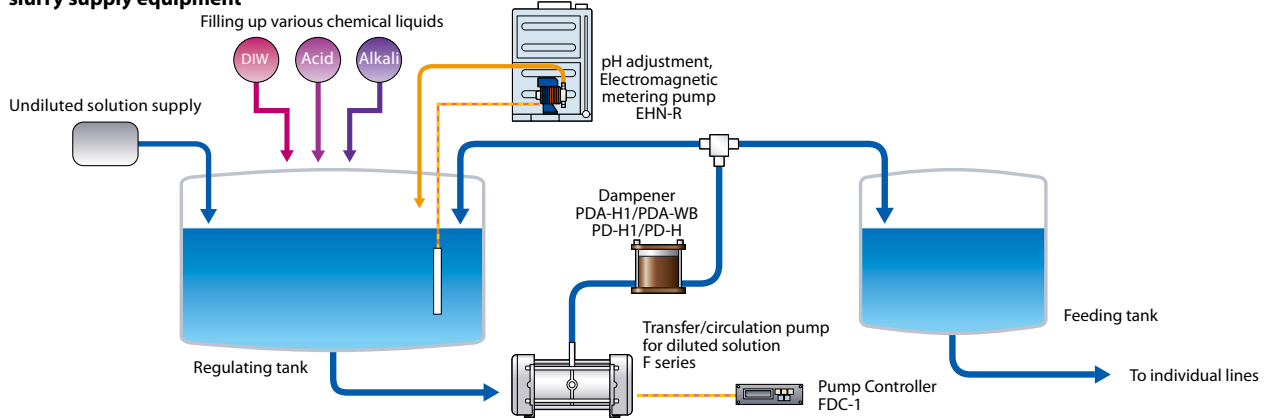 slurry supply equipment
Filling up various chemical liquids
DIW
Acid
Alkali
Undiluted solution supply
pH adjustment,
Electromagnetic
metering pump
EHN-R
Dampener
PDA-H1/PDA-WB
PD-H1/PD-H
Transfer/circulation pump
for diluted solution
F series
Regulating tank
Feeding tank
To individual lines
Pump Controller
FDC-1